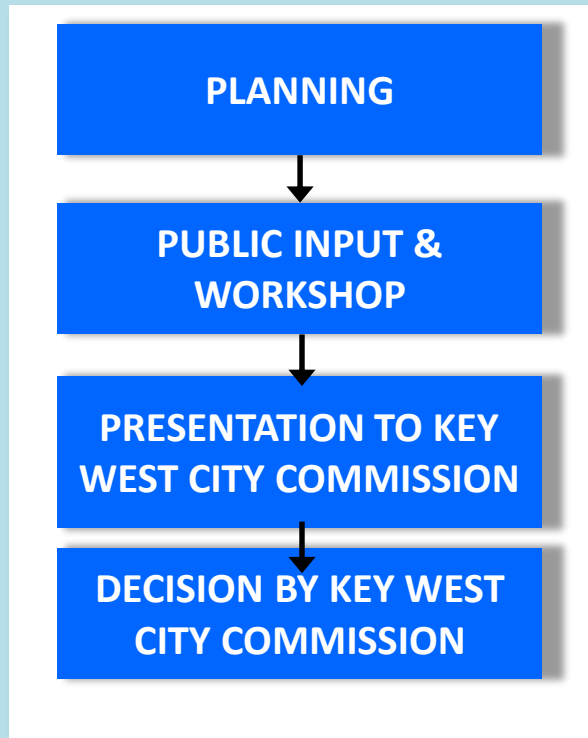 PLANNING
PUBLIC INPUT &
WORKSHOP
PRESENTATION TO KEY
WEST CITY COMMISSION
DECISION BY KEY WEST
CITY COMMISSION